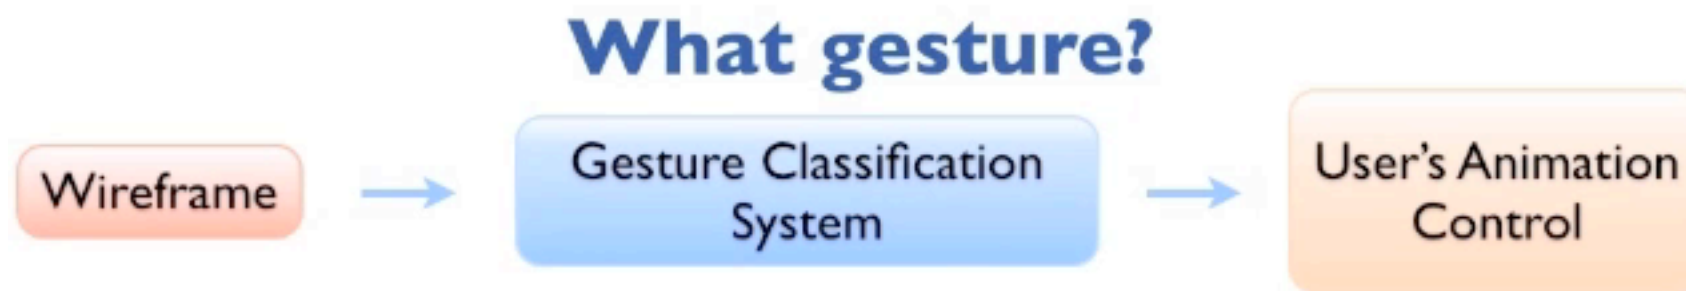 What gesture?
Wireframe
Gesture Classification
System
User's Animation
Control